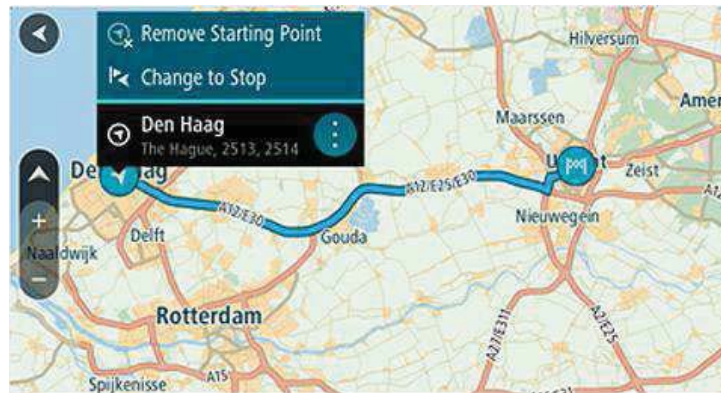 Remove Starting Point
Change to Stop
Den Haag
The Hague, 2513, 2514
Hilversum
Maarssen
Zeist
A12/E25/E30
A12/E30
Nieuwegein
Delft
Gouda
Naaldwijk
Rotterdam
A27/E311
A2/E25
A15
Spijkenisse